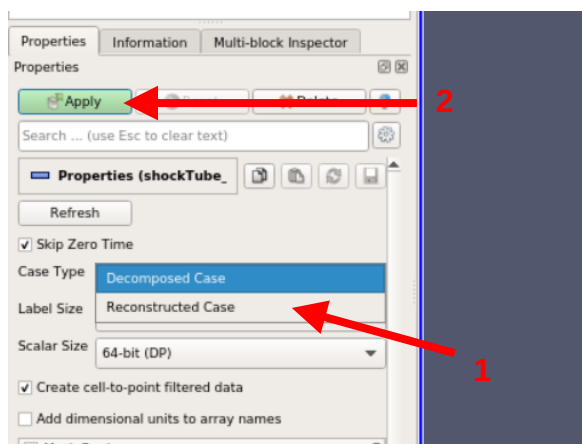 Properties Information Multi-block Inspector
Properties
Apply Delete
2
Search ... (use Esc to clear text)
Properties (shockTube_
Refresh
Skip Zero Time
Case Type Decomposed Case
Label Size Reconstructed Case
Scalar Size 64-bit (DP)
1
Create cell-to-point filtered data
Add dimensional units to array names